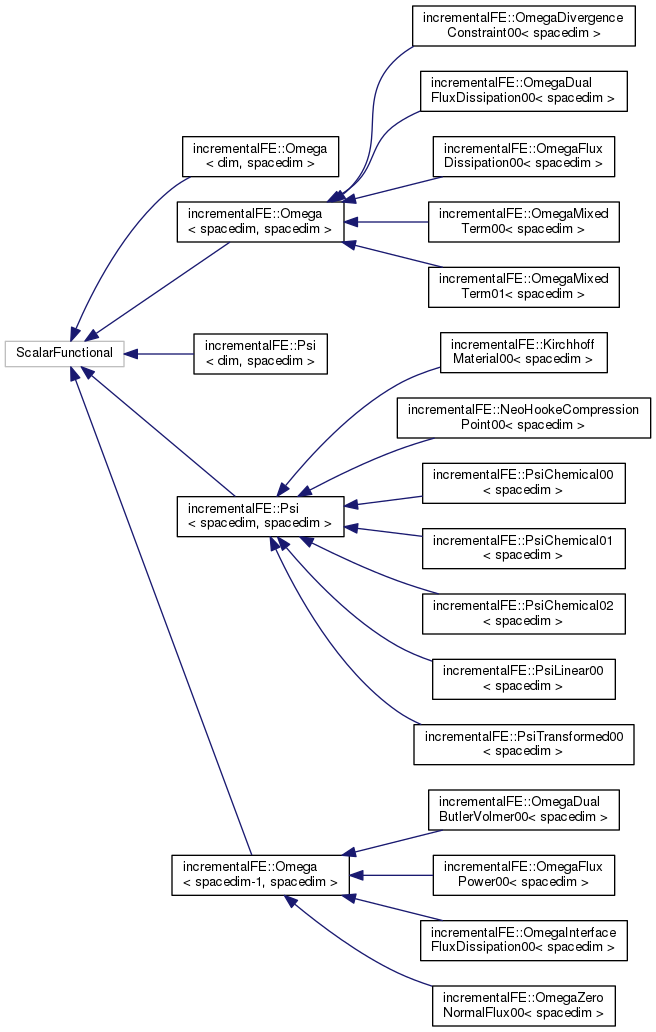 incrementalFE::OmegaDivergence
Constraint00< spacedim >
incrementalFE::OmegaDual
FluxDissipation00< spacedim >
incrementalFE::Omega
< dim, spacedim >
incrementalFE::OmegaFlux
Dissipation00< spacedim >
incrementalFE::Omega
< spacedim, spacedim >
incrementalFE::OmegaMixed
Term00< spacedim >
incrementalFE::OmegaMixed
Term01< spacedim >
ScalarFunctional
incrementalFE::Psi
< dim, spacedim >
incrementalFE::Kirchhoff
Material00< spacedim >
incrementalFE::NeoHookeCompression
Point00< spacedim >
incrementalFE::PsiChemical00
< spacedim >
incrementalFE::Psi
< spacedim, spacedim >
incrementalFE::PsiChemical01
< spacedim >
incrementalFE::PsiChemical02
< spacedim >
incrementalFE::PsiLinear00
< spacedim >
incrementalFE::PsiTransformed00
< spacedim >
incrementalFE::OmegaDual
ButlerVolmer00< spacedim >
incrementalFE::Omega
< spacedim-1, spacedim >
incrementalFE::OmegaFlux
Power00< spacedim >
incrementalFE::OmegaInterface
FluxDissipation00< spacedim >
incrementalFE::OmegaZero
NormalFlux00< spacedim >